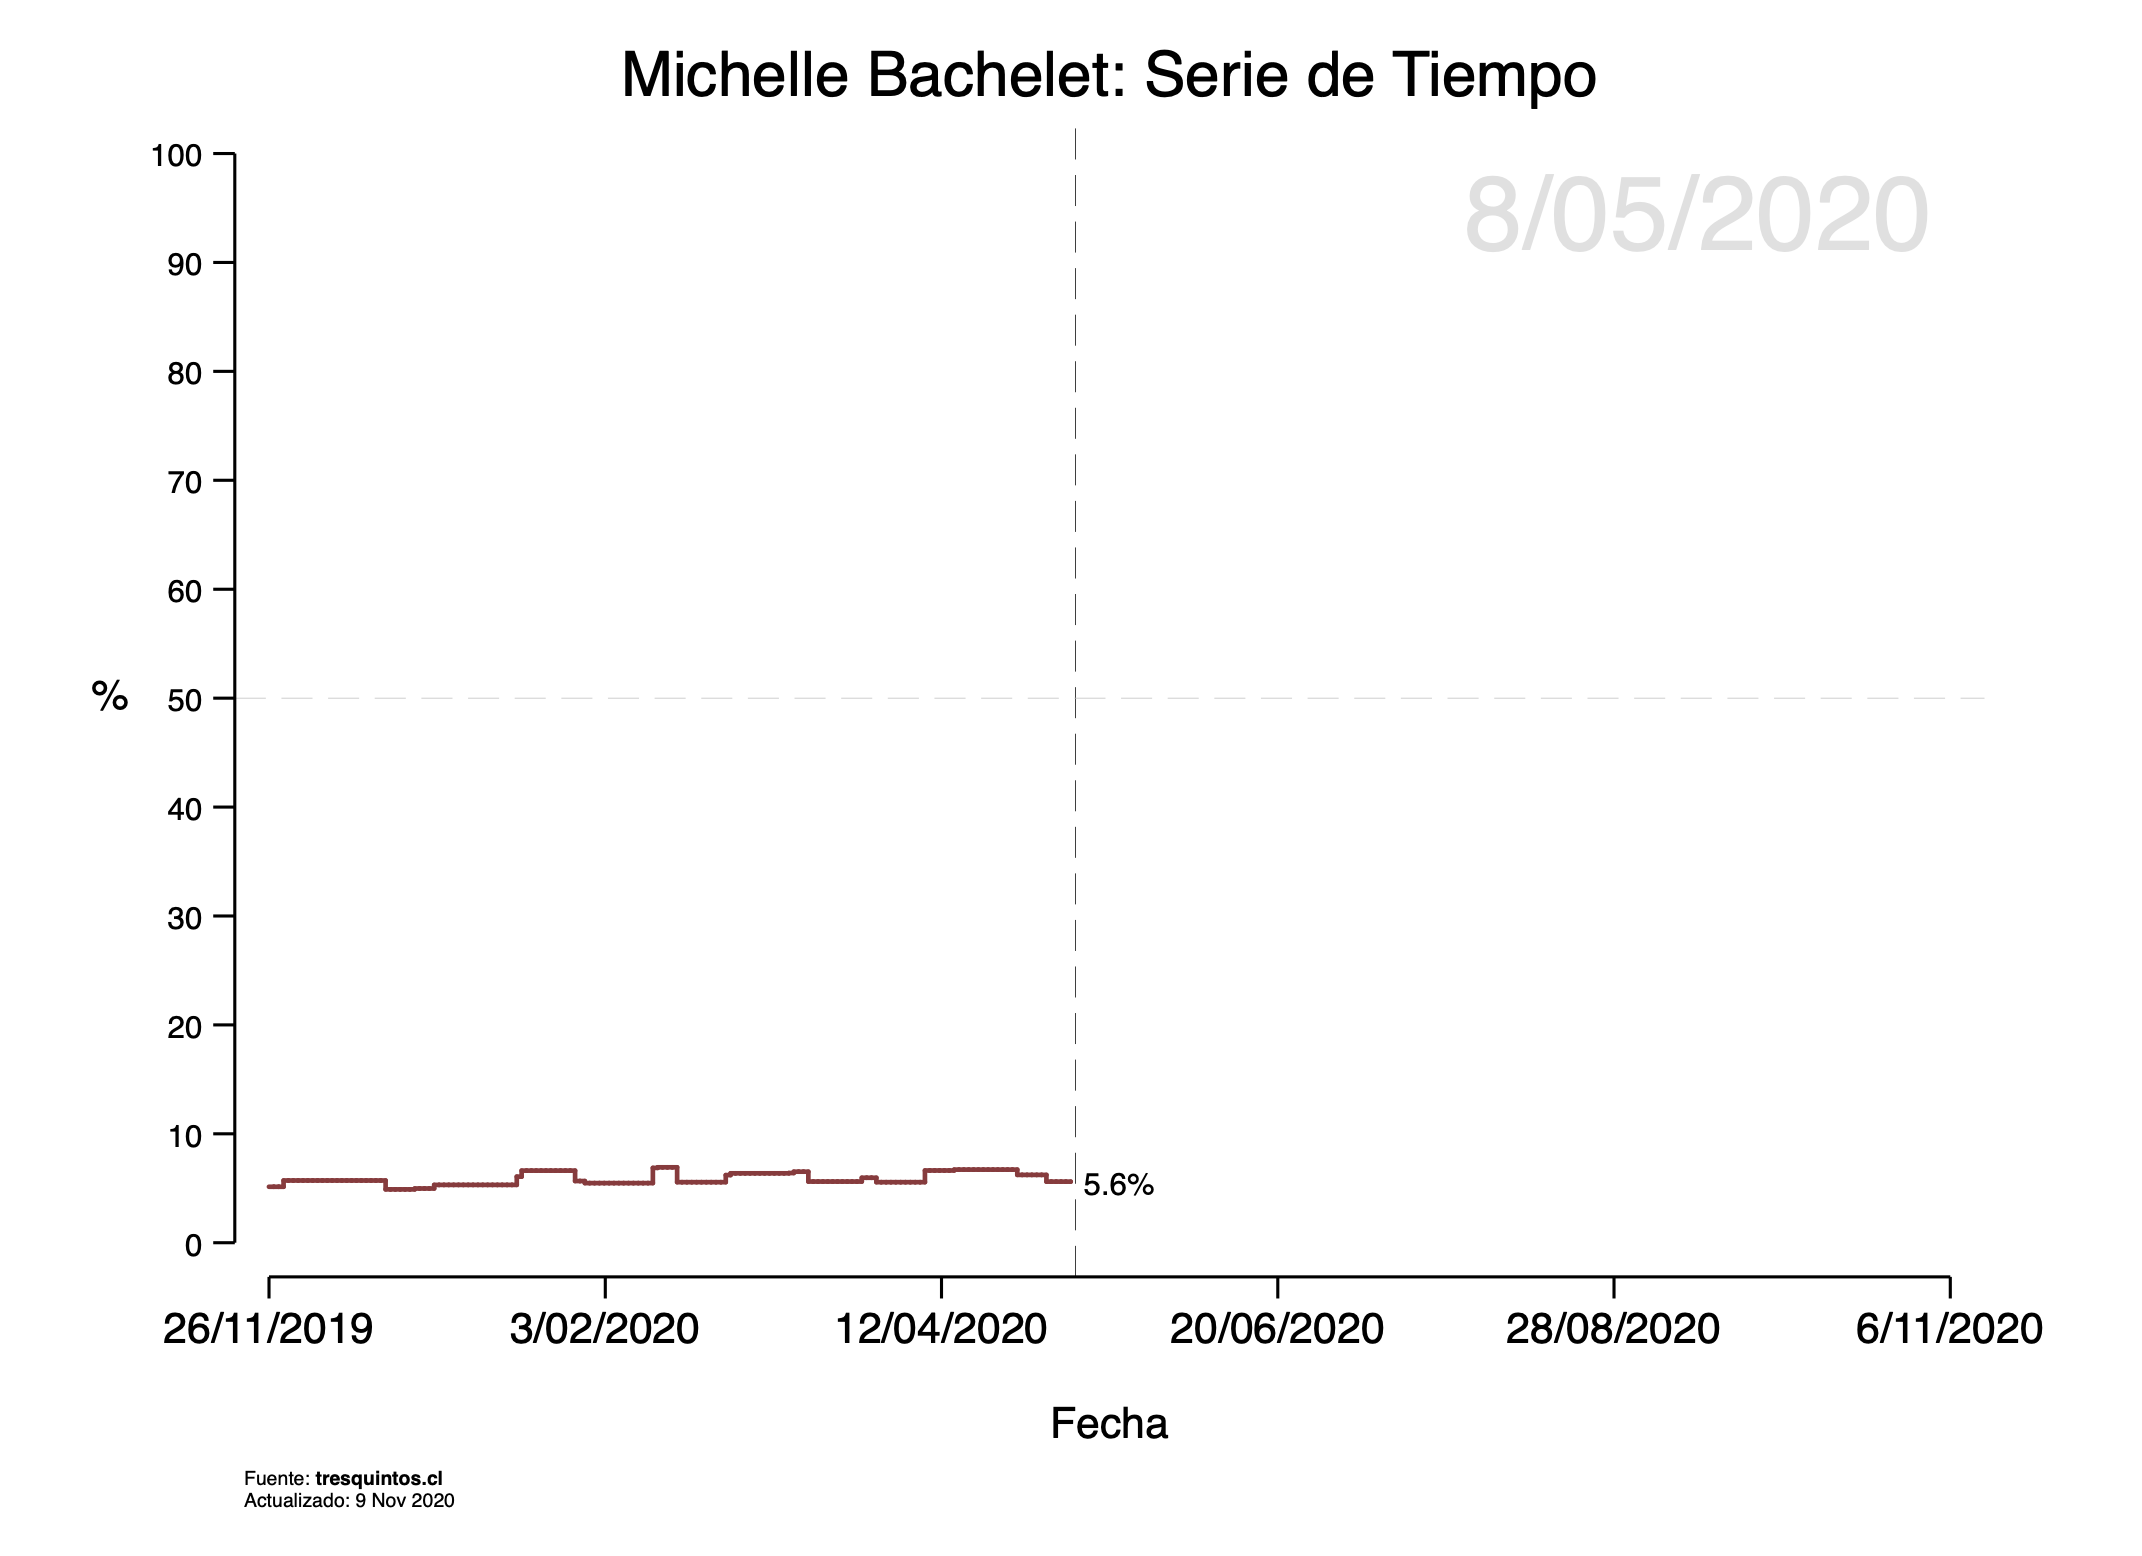 Michelle Bachelet: Serie de Tiempo
8/05/2020
100
90
80
70
60
50
40
30
20
10
0
%
5.6%
26/11/2019 3/02/2020 12/04/2020 20/06/2020 28/08/2020 6/11/2020
Fecha
Fuente: tresquintos.cl
Actualizado: 9 Nov 2020